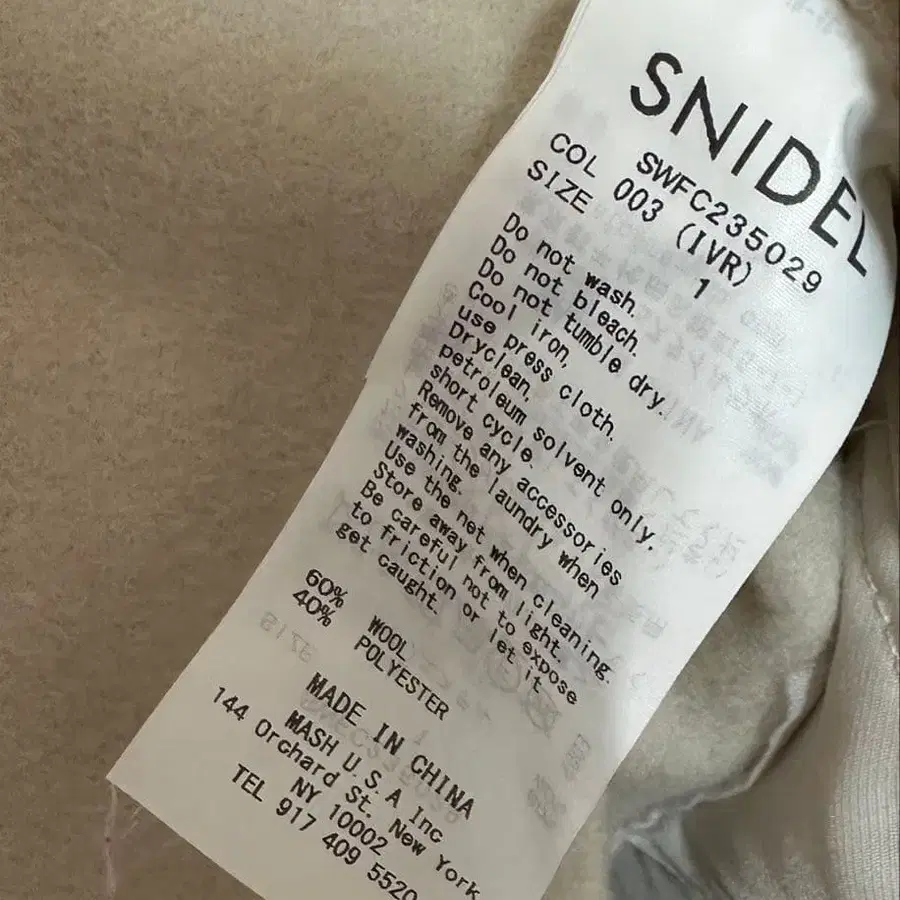 SNIDEL
SWFC235029
COL 003 (IVR)
SIZE 1
Do not wash.
Do not bleach.
Do not tumble dry.
Cool iron,
use press cloth.
Dryclean,
petroleum solvent only,
short cycle.
Remove any accessories
from the laundry when
washing.
Use the net when cleaning.
Store away from light.
Be careful not to expose
to friction or let it
get caught.
60% WOOL
40% POLYESTER
MADE IN CHINA
MASH U.S.A Inc
144 Orchard St. New York
NY 10002
TEL 917 409 5520